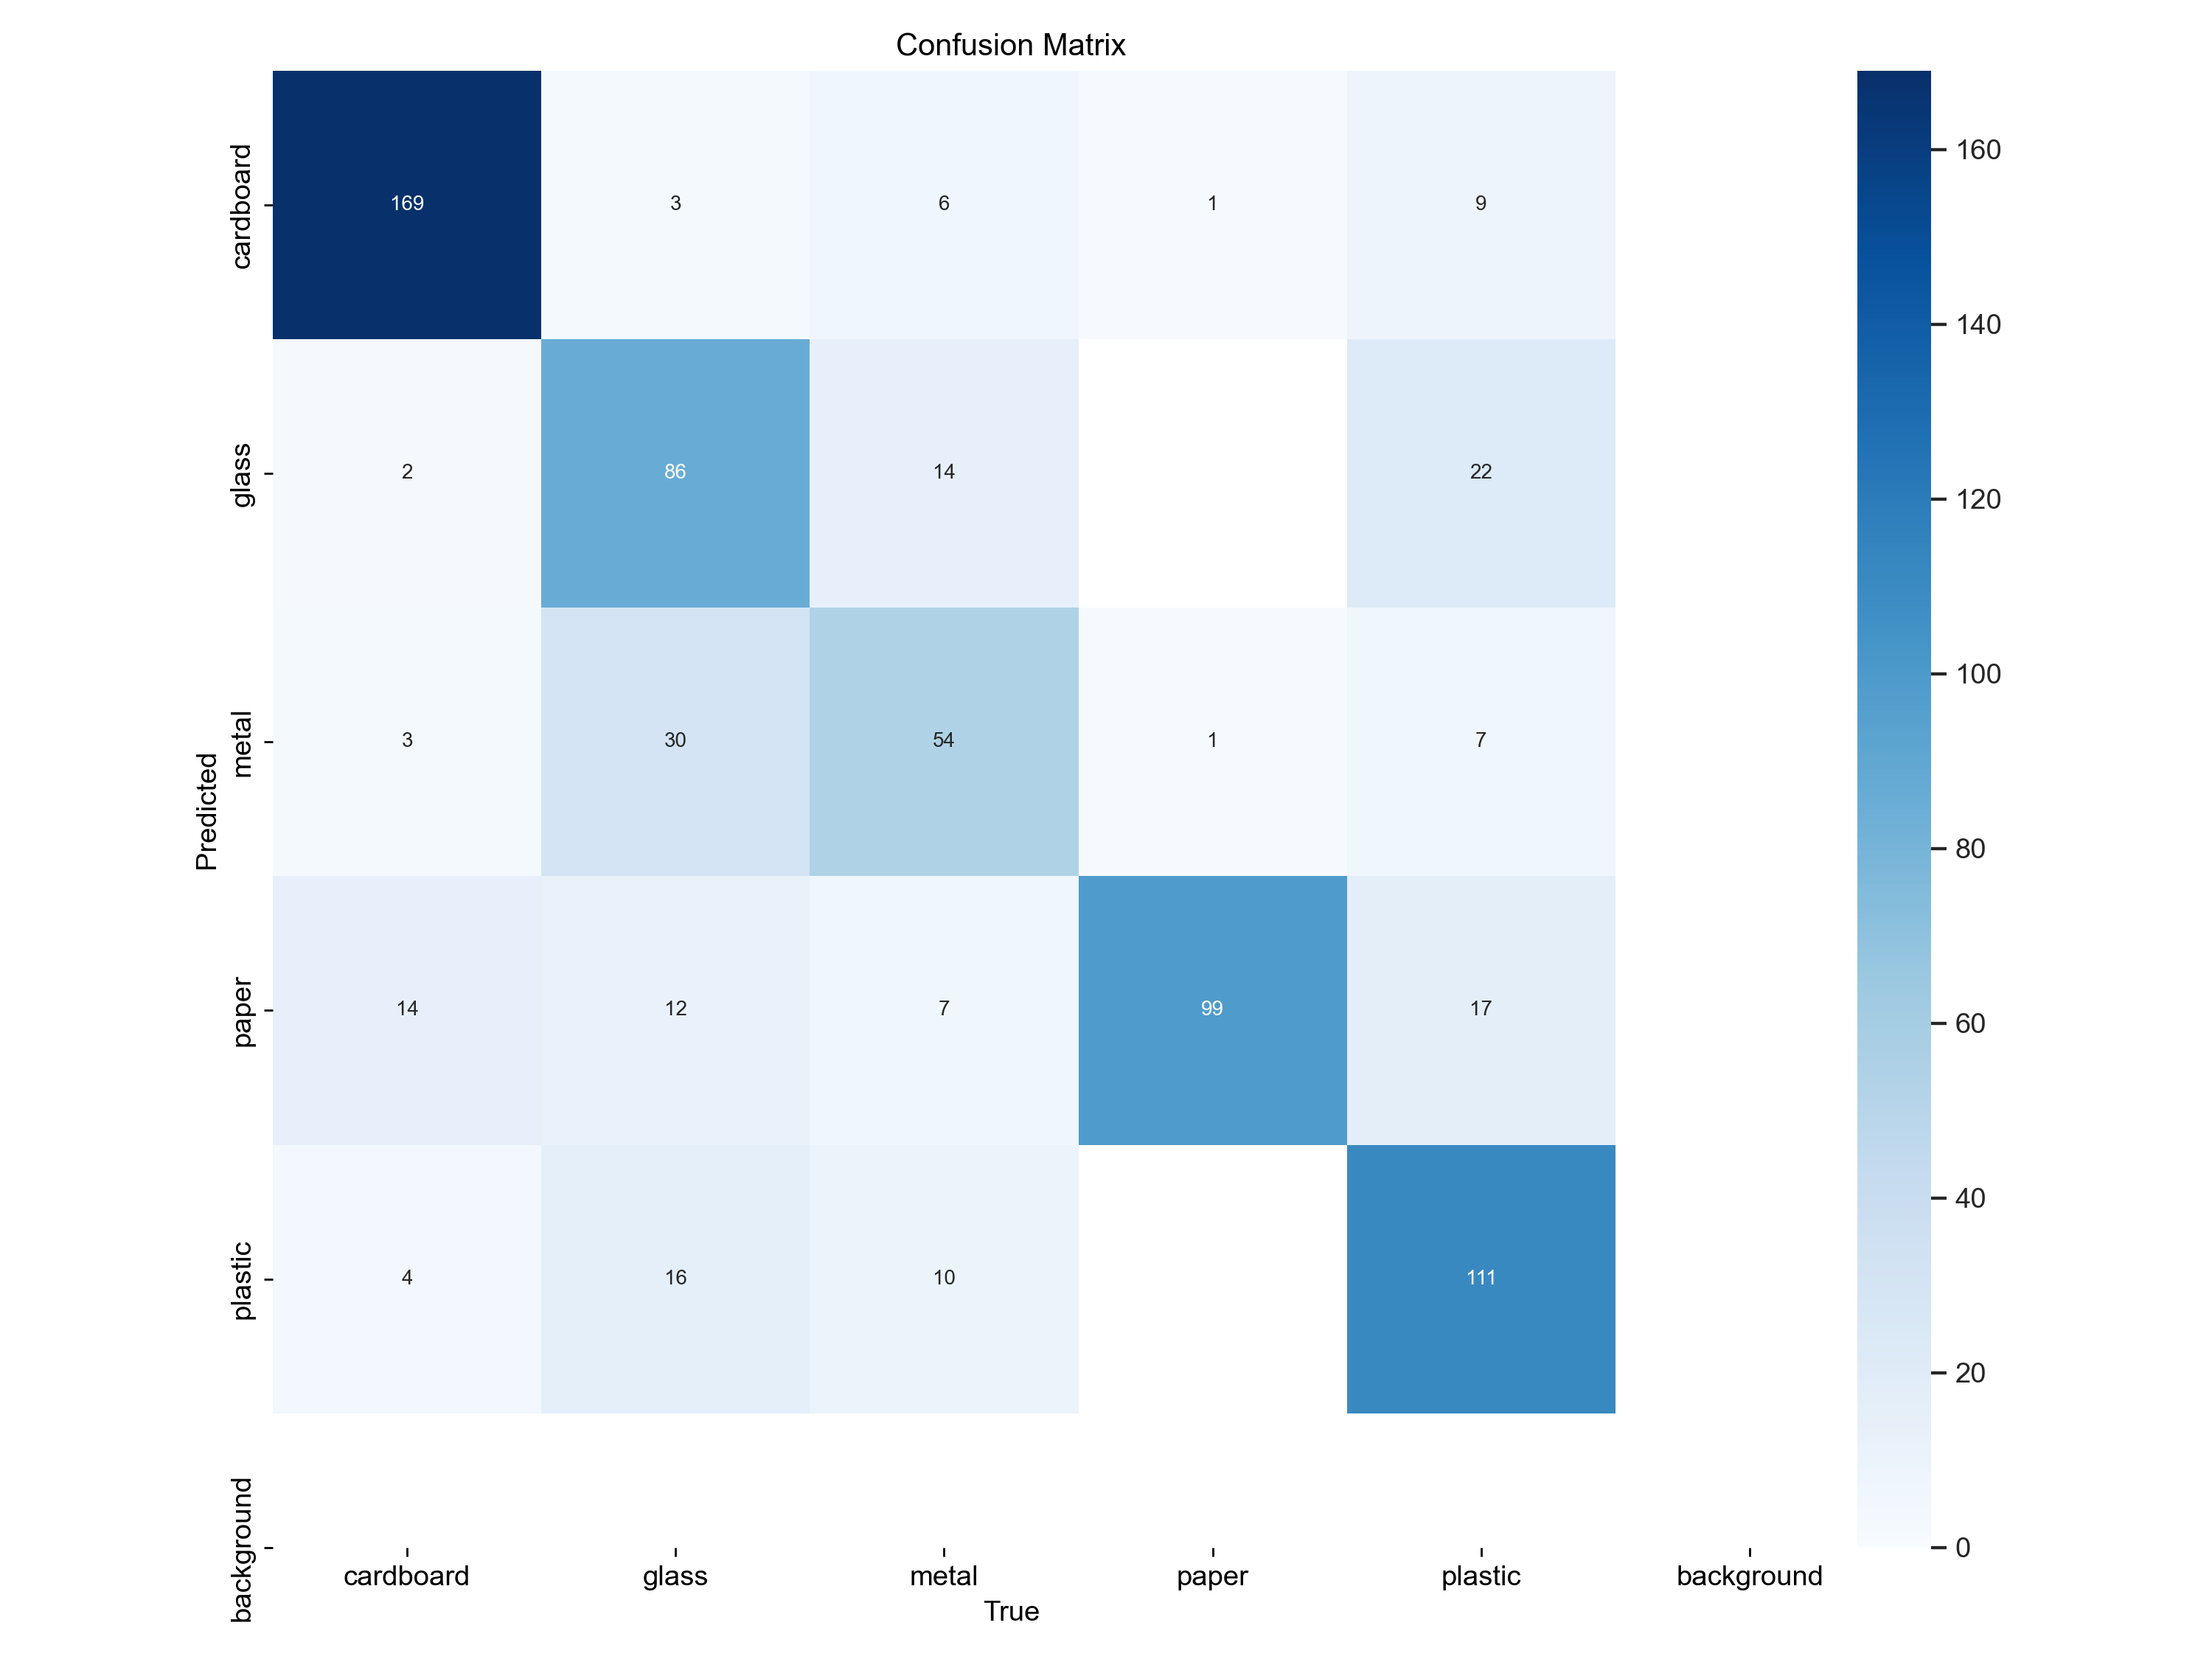 Confusion Matrix
cardboard
169 3 6 1 9
glass
2 86 14 22
metal
3 30 54 1 7
paper
14 12 7 99 17
plastic
4 16 10 111
background
Predicted
cardboard glass metal paper plastic background
True
160
140
120
100
80
60
40
20
0